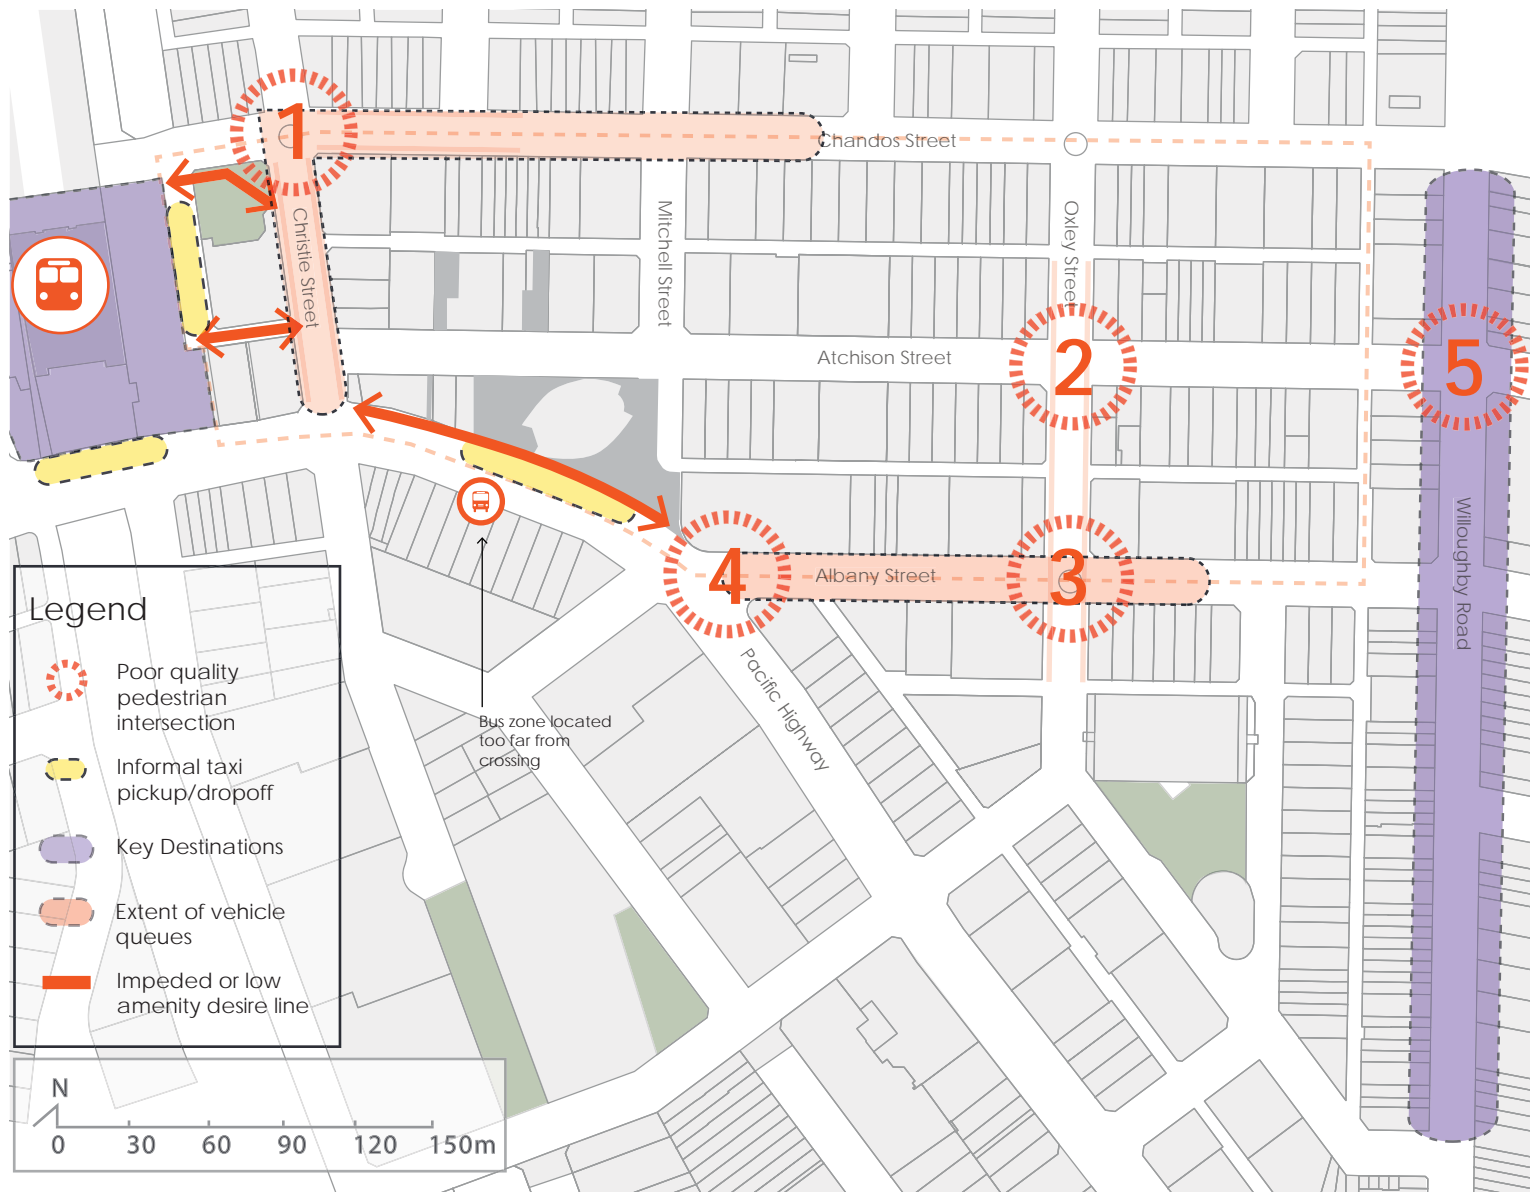 1
Chandos Street
Christie Street
Mitchell Street
Oxley Street
Atchison Street
2
5
4
Albany Street
3
Willoughby Road
Pacific Highway
Bus zone located
too far from
crossing
Legend
Poor quality
pedestrian
intersection
Informal taxi
pickup/dropoff
Key Destinations
Extent of vehicle
queues
Impeded or low
amenity desire line
N
0 30 60 90 120 150m